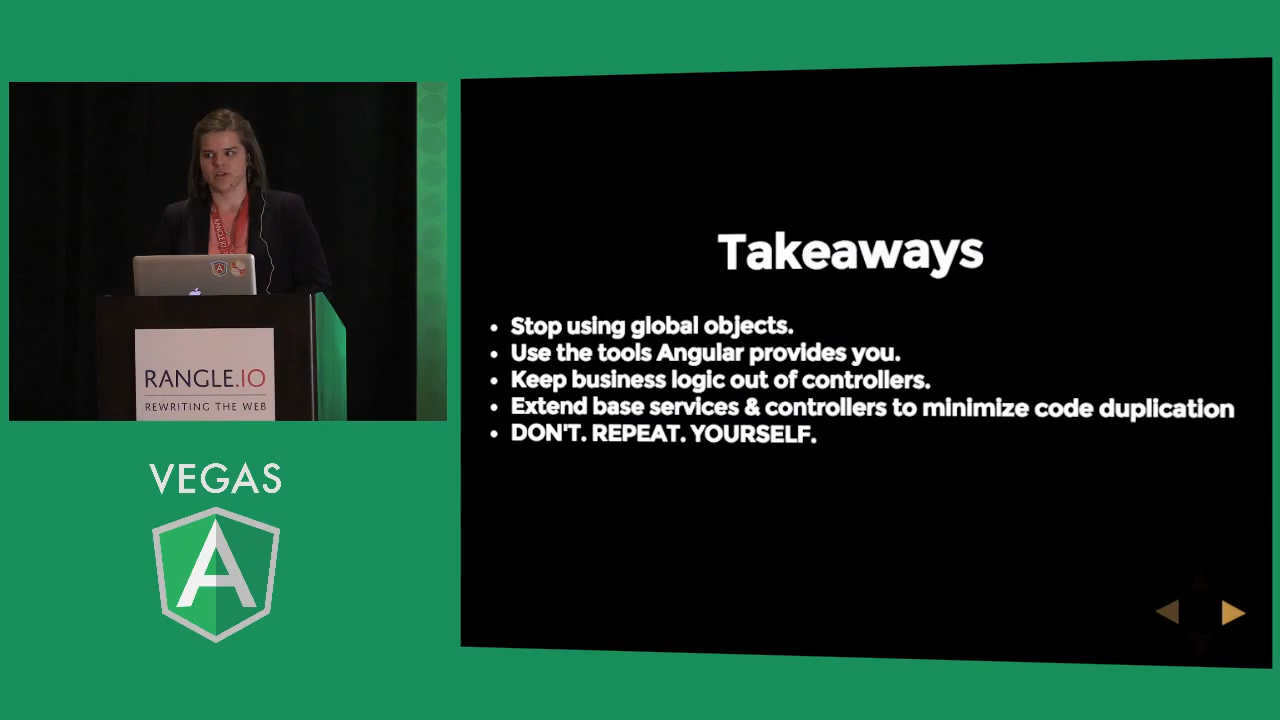 RANGLE.IO
REWRITING THE WEB
VEGAS
A
Takeaways
• Stop using global objects.
• Use the tools Angular provides you.
• Keep business logic out of controllers.
• Extend base services & controllers to minimize code duplication
• DON'T. REPEAT. YOURSELF.